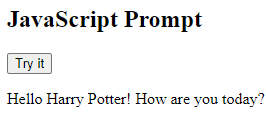 JavaScript Prompt
Try it
Hello Harry Potter! How are you today?